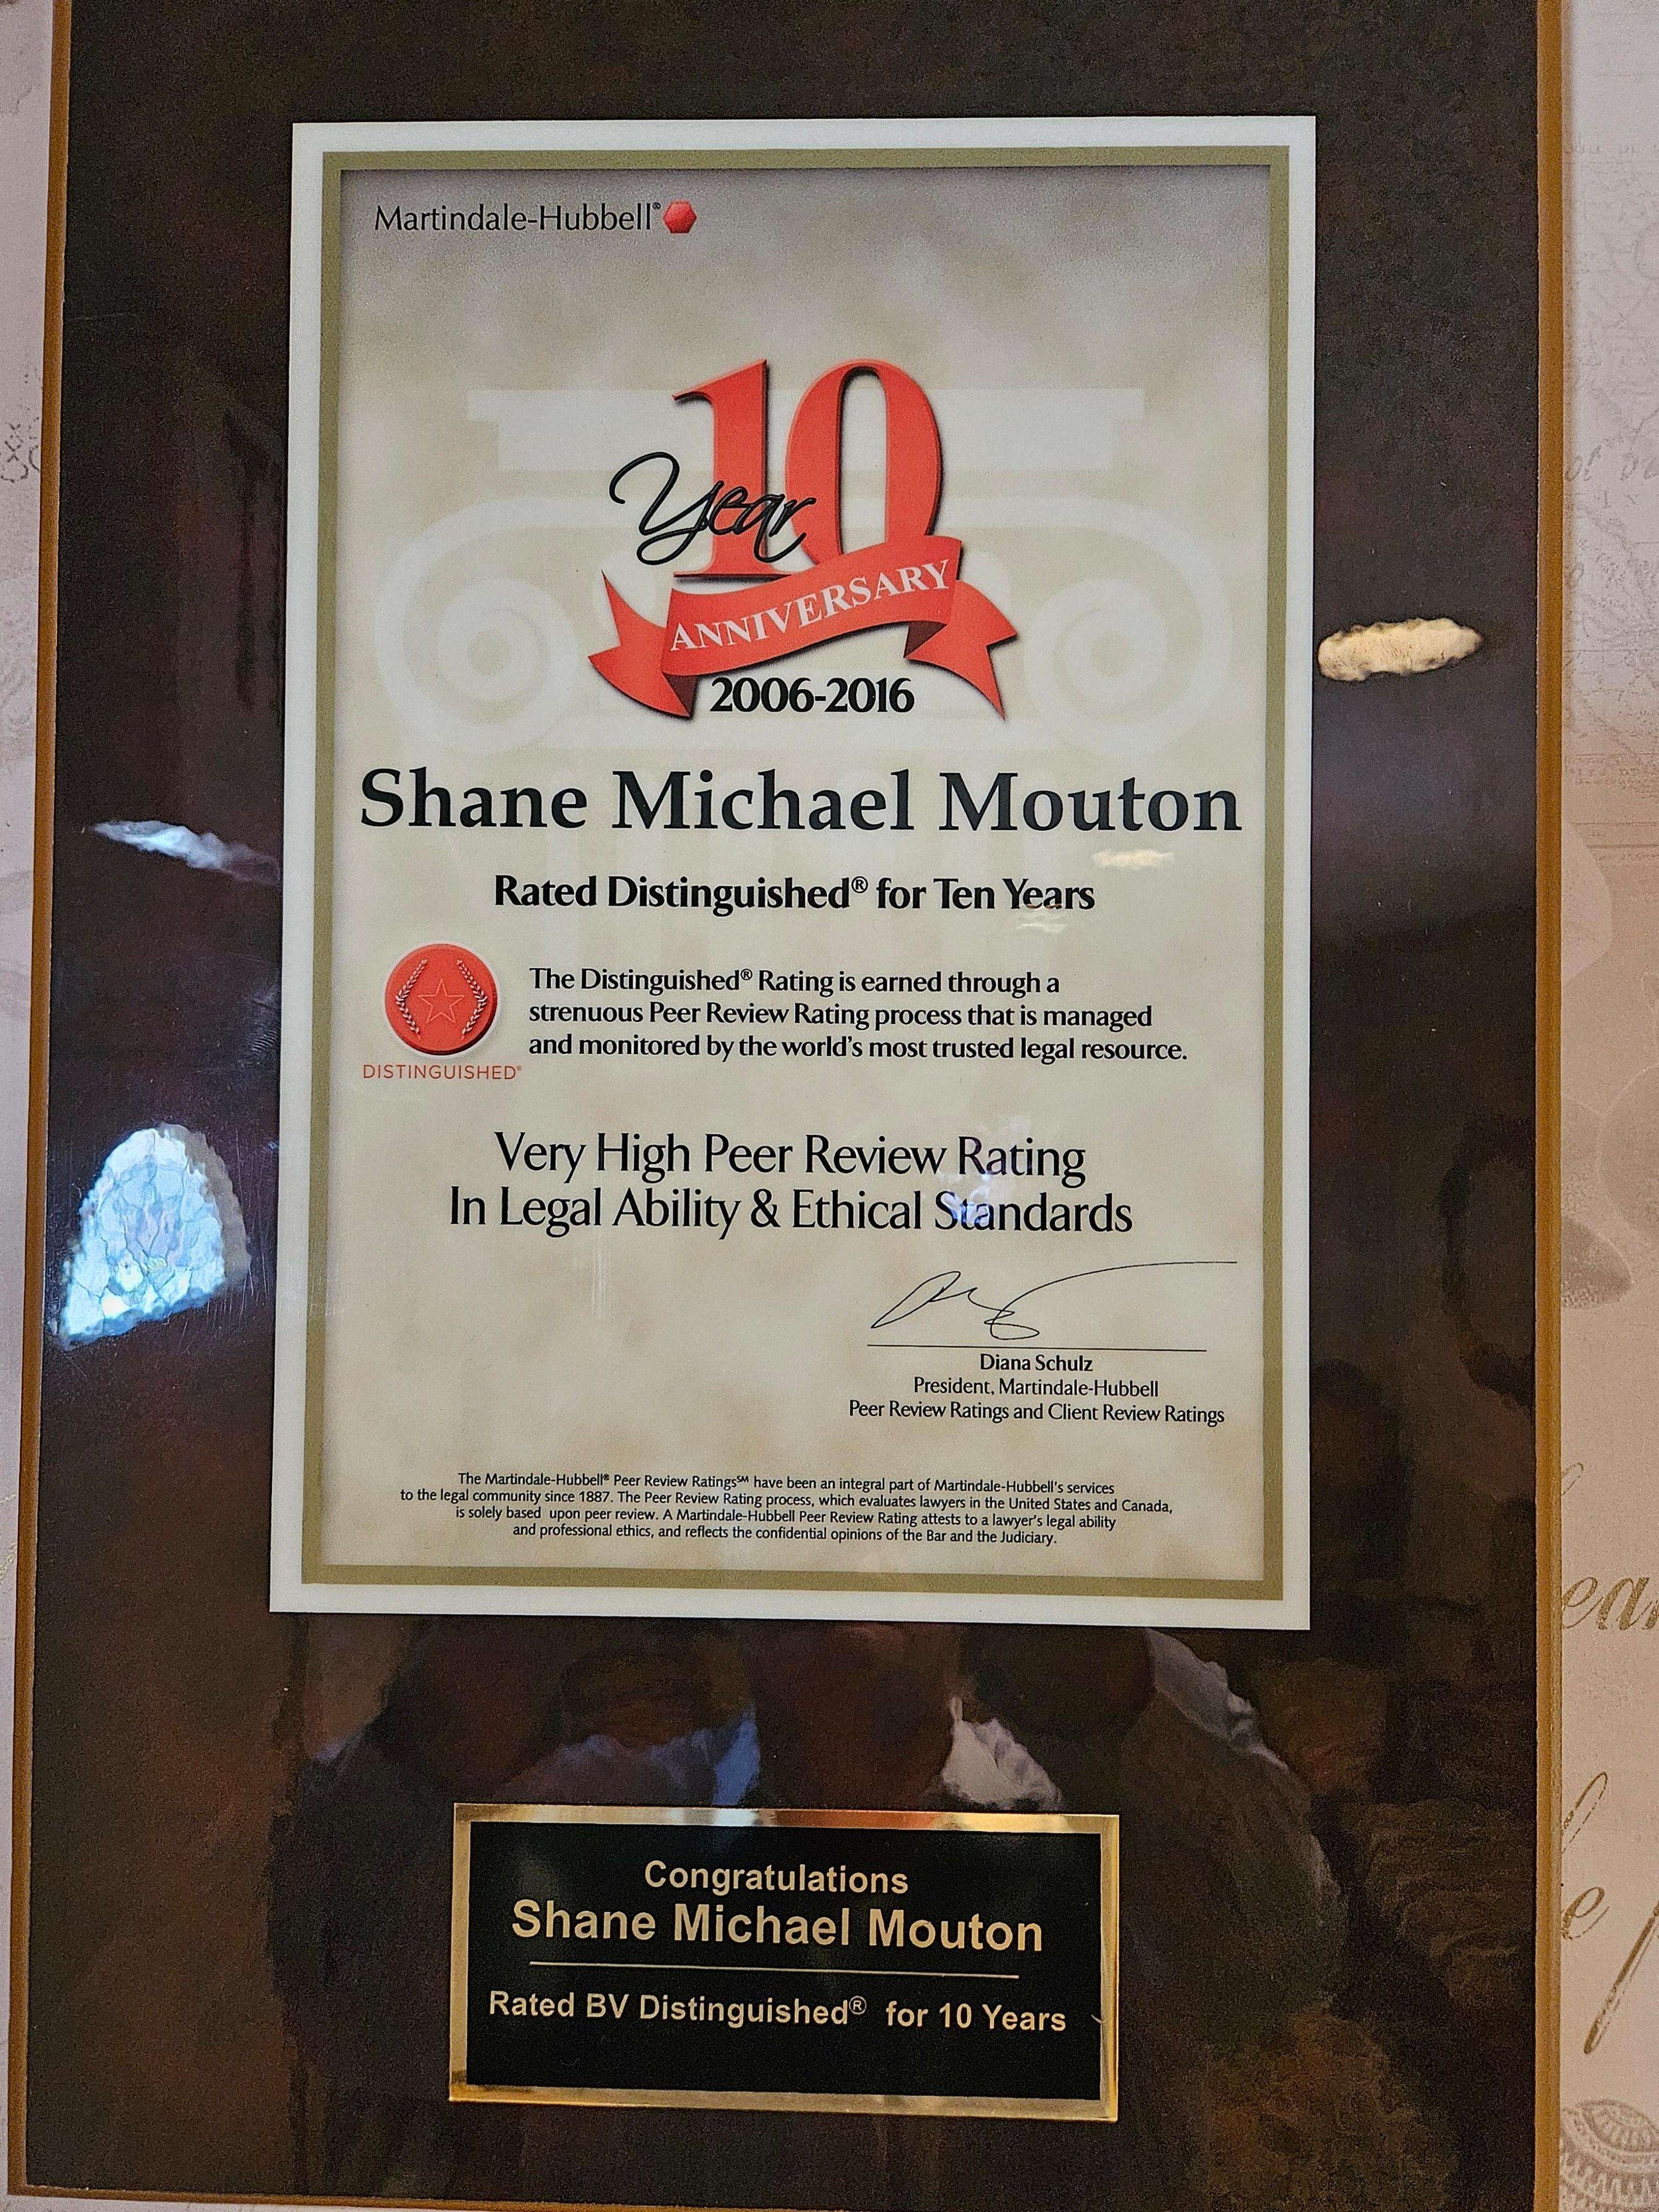 Martindale-Hubbell®
10
Year
ANNIVERSARY
2006-2016
Shane Michael Mouton
Rated Distinguished® for Ten Years
The Distinguished® Rating is earned through a
strenuous Peer Review Rating process that is managed
and monitored by the world's most trusted legal resource.
DISTINGUISHED®
Very High Peer Review Rating
In Legal Ability & Ethical Standards
Diana Schulz
President, Martindale-Hubbell
Peer Review Ratings and Client Review Ratings
The Martindale-Hubbell® Peer Review Ratings℠ have been an integral part of Martindale-Hubbell's services
to the legal community since 1887. The Peer Review Rating process, which evaluates lawyers in the United States and Canada,
is solely based upon peer review. A Martindale-Hubbell Peer Review Rating attests to a lawyer's legal ability
and professional ethics, and reflects the confidential opinions of the Bar and the Judiciary.
Congratulations
Shane Michael Mouton
Rated BV Distinguished® for 10 Years